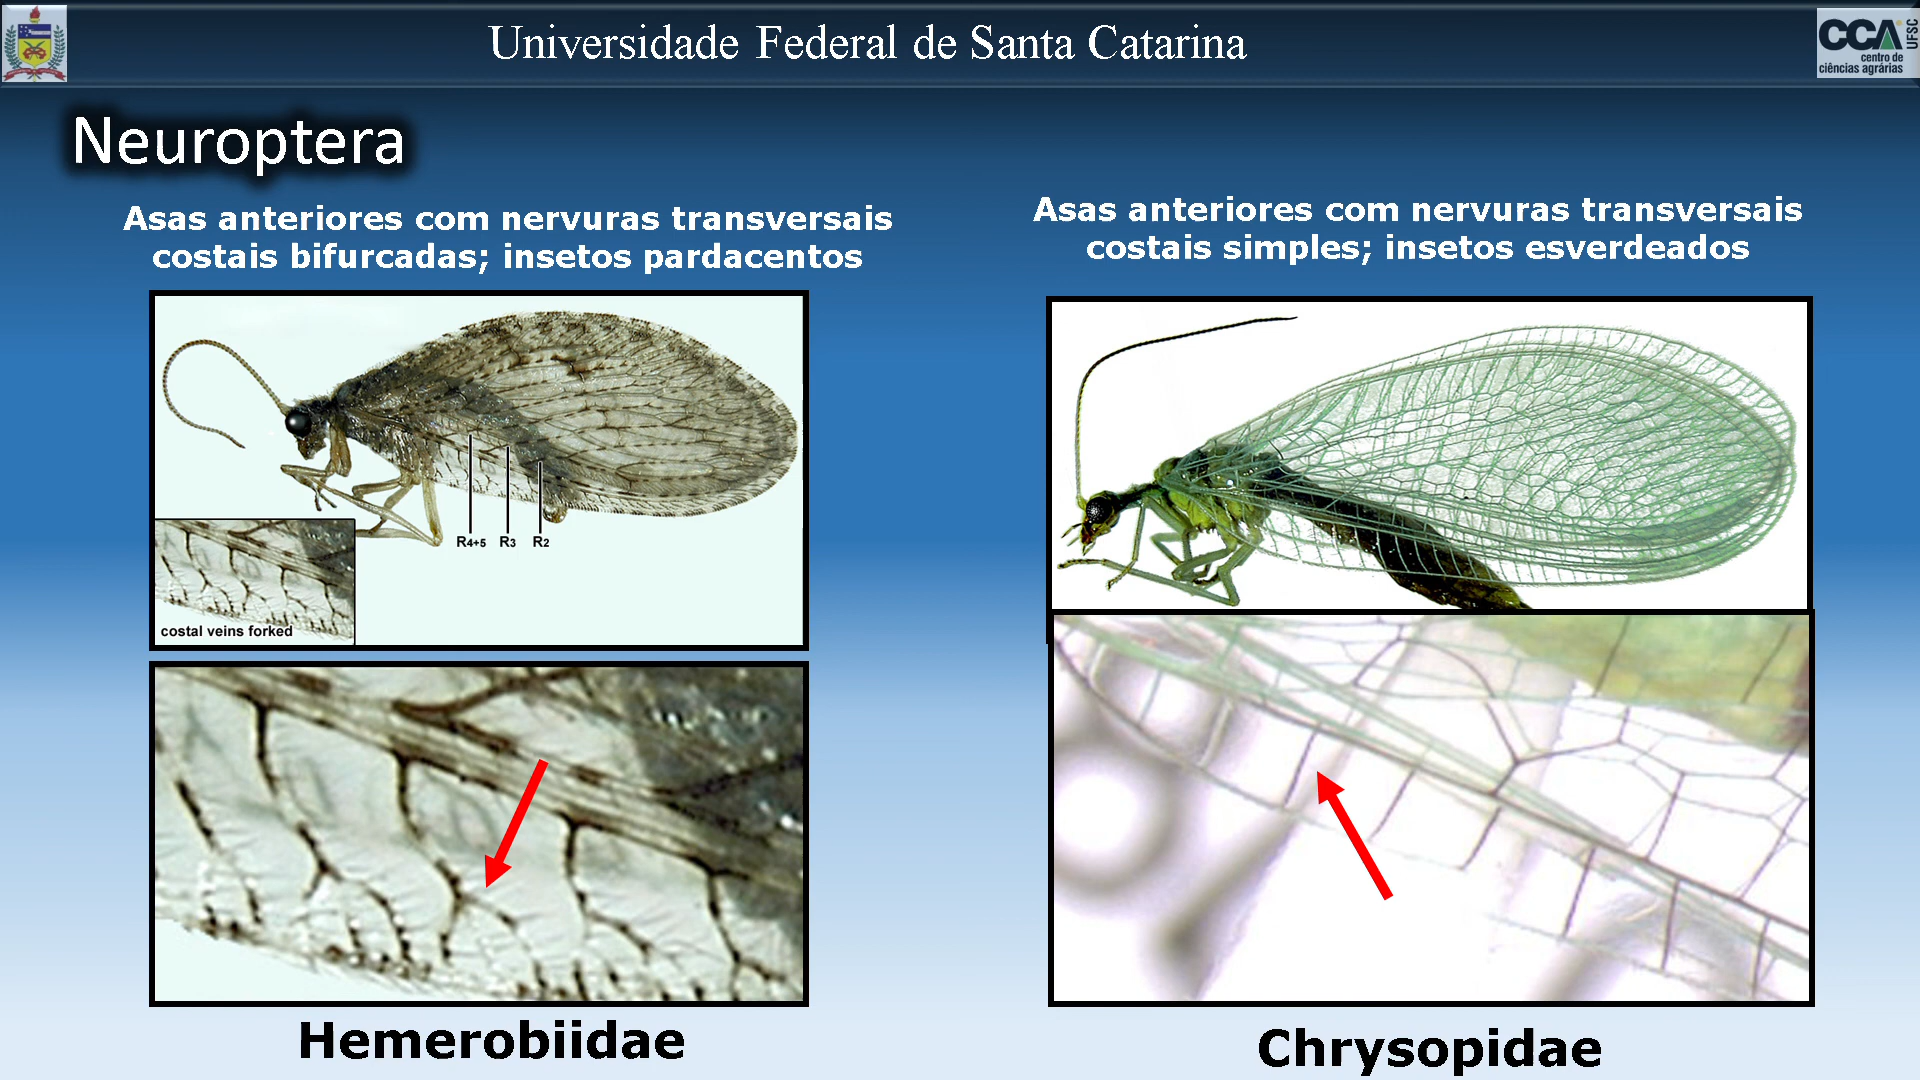 Universidade Federal de Santa Catarina
CCA
UFSC
centro de
ciências agrárias
Neuroptera
Asas anteriores com nervuras transversais
costais bifurcadas; insetos pardacentos
Asas anteriores com nervuras transversais
costais simples; insetos esverdeados
R4+5 R3 R2
costal veins forked
Hemerobiidae
Chrysopidae